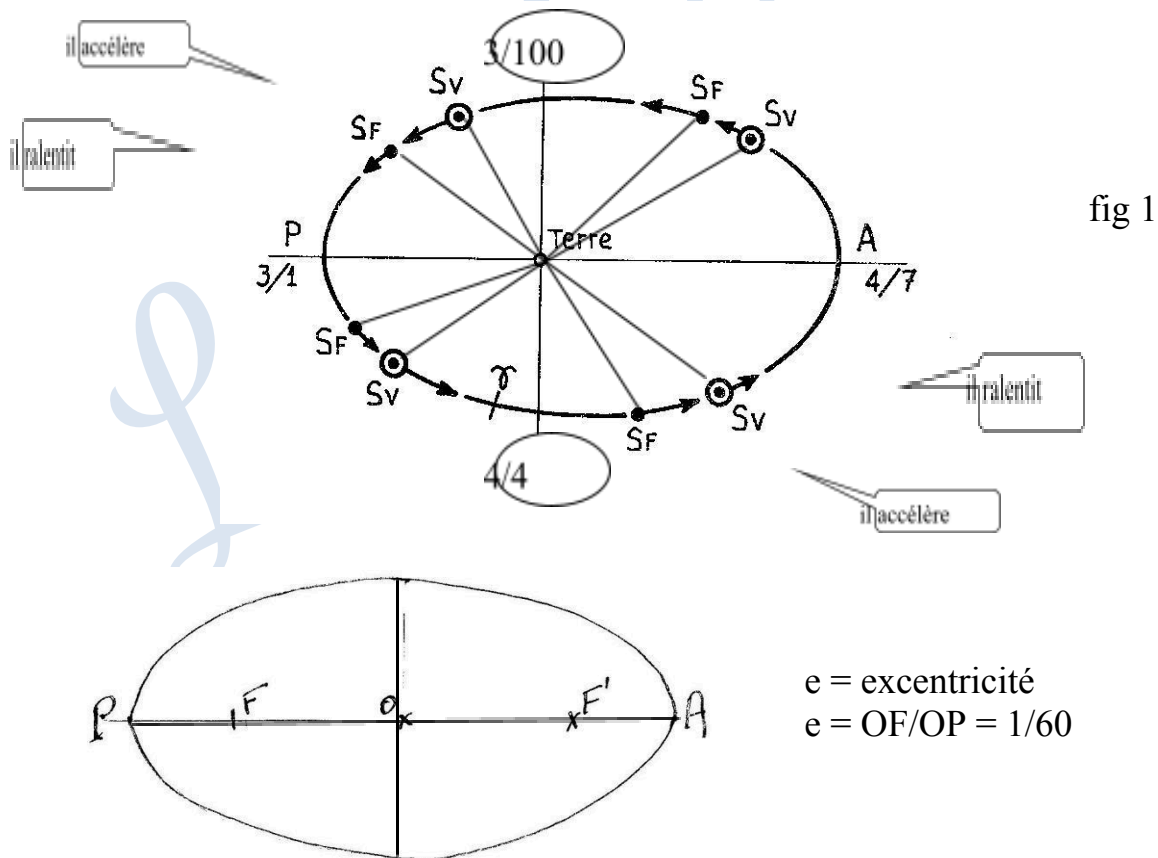 il accélère
3/100
Sv
SF
Sv
SF
il ralentit
fig 1
P
Terre
A
3/1
4/7
SF
Sv
γ
SF
Sv
il ralentit
4/4
il accélère
P
F
O
F'
A
e = excentricité
e = OF/OP = 1/60